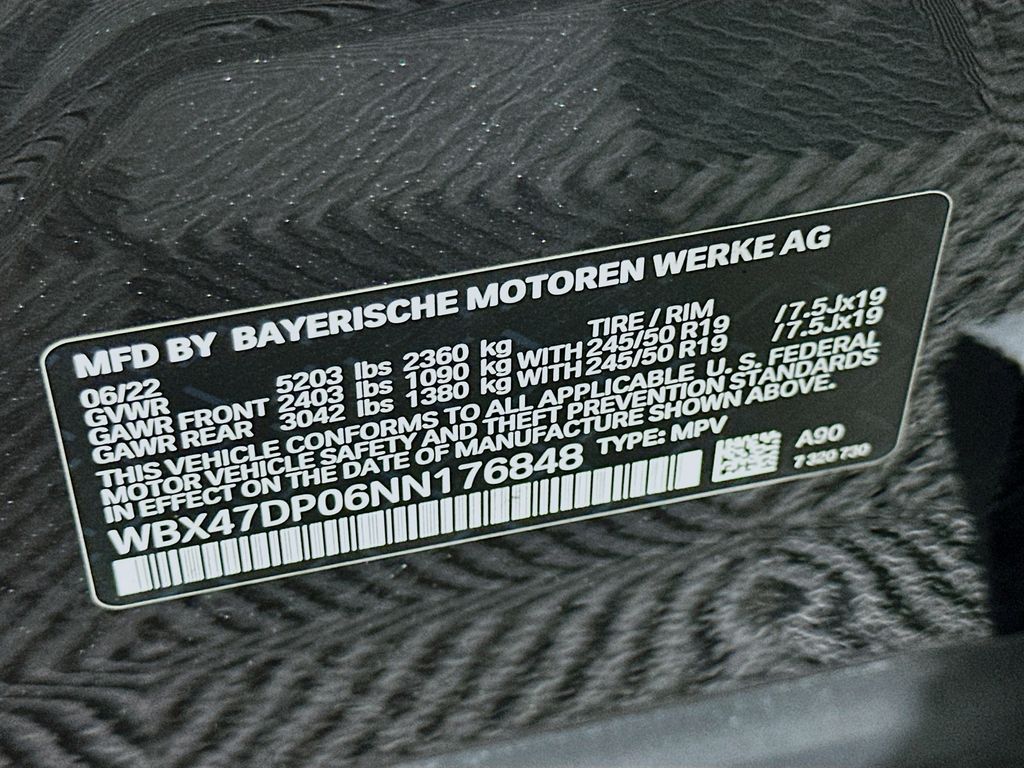 MFD BY BAYERISCHE MOTOREN WERKE AG
06/22 TIRE / RIM
GVWR 5203 lbs 2360 kg
GAWR FRONT 2403 lbs 1090 kg WITH 245/50 R19 /7.5Jx19
GAWR REAR 3042 lbs 1380 kg WITH 245/50 R19 /7.5Jx19
THIS VEHICLE CONFORMS TO ALL APPLICABLE U. S. FEDERAL
MOTOR VEHICLE SAFETY AND THEFT PREVENTION STANDARDS
IN EFFECT ON THE DATE OF MANUFACTURE SHOWN ABOVE.
WBX47DP06NN176848 TYPE: MPV
A90
7 320 730